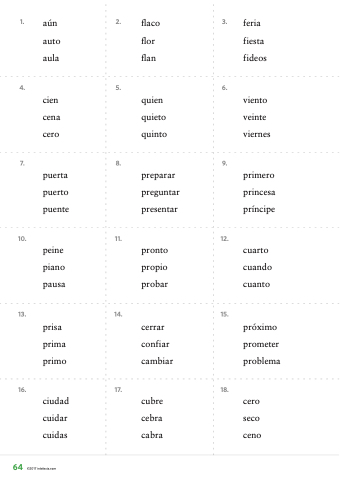 1. aún
auto
aula
2. flaco
flor
flan
3. feria
fiesta
fideos
4. cien
cena
cero
5. quien
quieto
quinto
6. viento
veinte
viernes
7. puerta
puerto
puente
8. preparar
preguntar
presentar
9. primero
princesa
príncipe
10. peine
piano
pausa
11. pronto
propio
probar
12. cuarto
cuando
cuanto
13. prisa
prima
primo
14. cerrar
confiar
cambiar
15. próximo
prometer
problema
16. ciudad
cuidar
cuidas
17. cubre
cebra
cabra
18. cero
seco
ceno
64